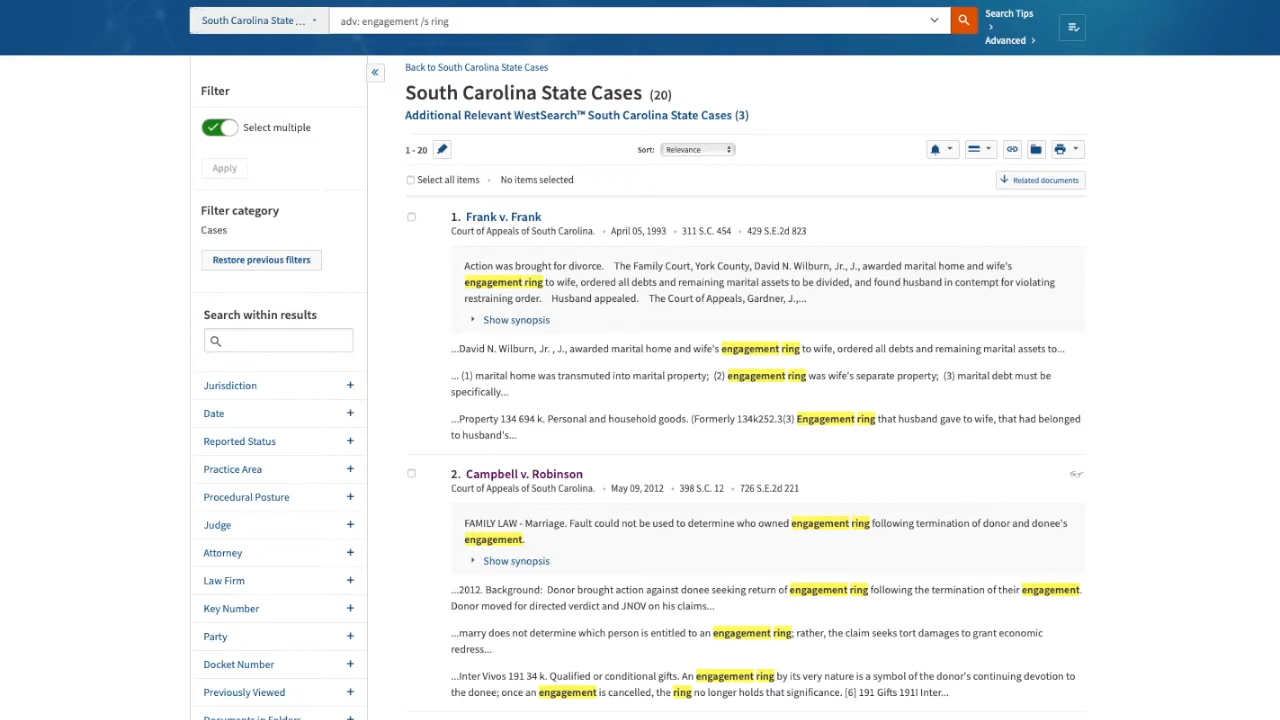 South Carolina State ...
adv: engagement /s ring
Search Tips
Advanced
Filter
Select multiple
Apply
Filter category
Cases
Restore previous filters
Search within results
Jurisdiction
Date
Reported Status
Practice Area
Procedural Posture
Judge
Attorney
Law Firm
Key Number
Party
Docket Number
Previously Viewed
Documents in Folders
Back to South Carolina State Cases
South Carolina State Cases (20)
Additional Relevant WestSearch™ South Carolina State Cases (3)
1 - 20
Sort: Relevance
Select all items • No items selected
Related documents
1. Frank v. Frank
Court of Appeals of South Carolina. • April 05, 1993 • 311 S.C. 454 • 429 S.E.2d 823
Action was brought for divorce. The Family Court, York County, David N. Wilburn, Jr., J., awarded marital home and wife's
engagement ring to wife, ordered all debts and remaining marital assets to be divided, and found husband in contempt for violating
restraining order. Husband appealed. The Court of Appeals, Gardner, J.,...
Show synopsis
...David N. Wilburn, Jr. , J., awarded marital home and wife's engagement ring to wife, ordered all debts and remaining marital assets to...
... (1) marital home was transmuted into marital property; (2) engagement ring was wife's separate property; (3) marital debt must be
specifically...
...Property 134 694 k. Personal and household goods. (Formerly 134k252.3(3) Engagement ring that husband gave to wife, that had belonged
to husband's...
2. Campbell v. Robinson
Court of Appeals of South Carolina. • May 09, 2012 • 398 S.C. 12 • 726 S.E.2d 221
FAMILY LAW - Marriage. Fault could not be used to determine who owned engagement ring following termination of donor and donee's
engagement.
Show synopsis
...2012. Background: Donor brought action against donee seeking return of engagement ring following the termination of their engagement.
Donor moved for directed verdict and JNOV on his claims...
...marry does not determine which person is entitled to an engagement ring; rather, the claim seeks tort damages to grant economic
redress...
...Inter Vivos 191 34 k. Qualified or conditional gifts. An engagement ring by its very nature is a symbol of the donor's continuing devotion to
the donee; once an engagement is cancelled, the ring no longer holds that significance. [6] 191 Gifts 191I Inter...